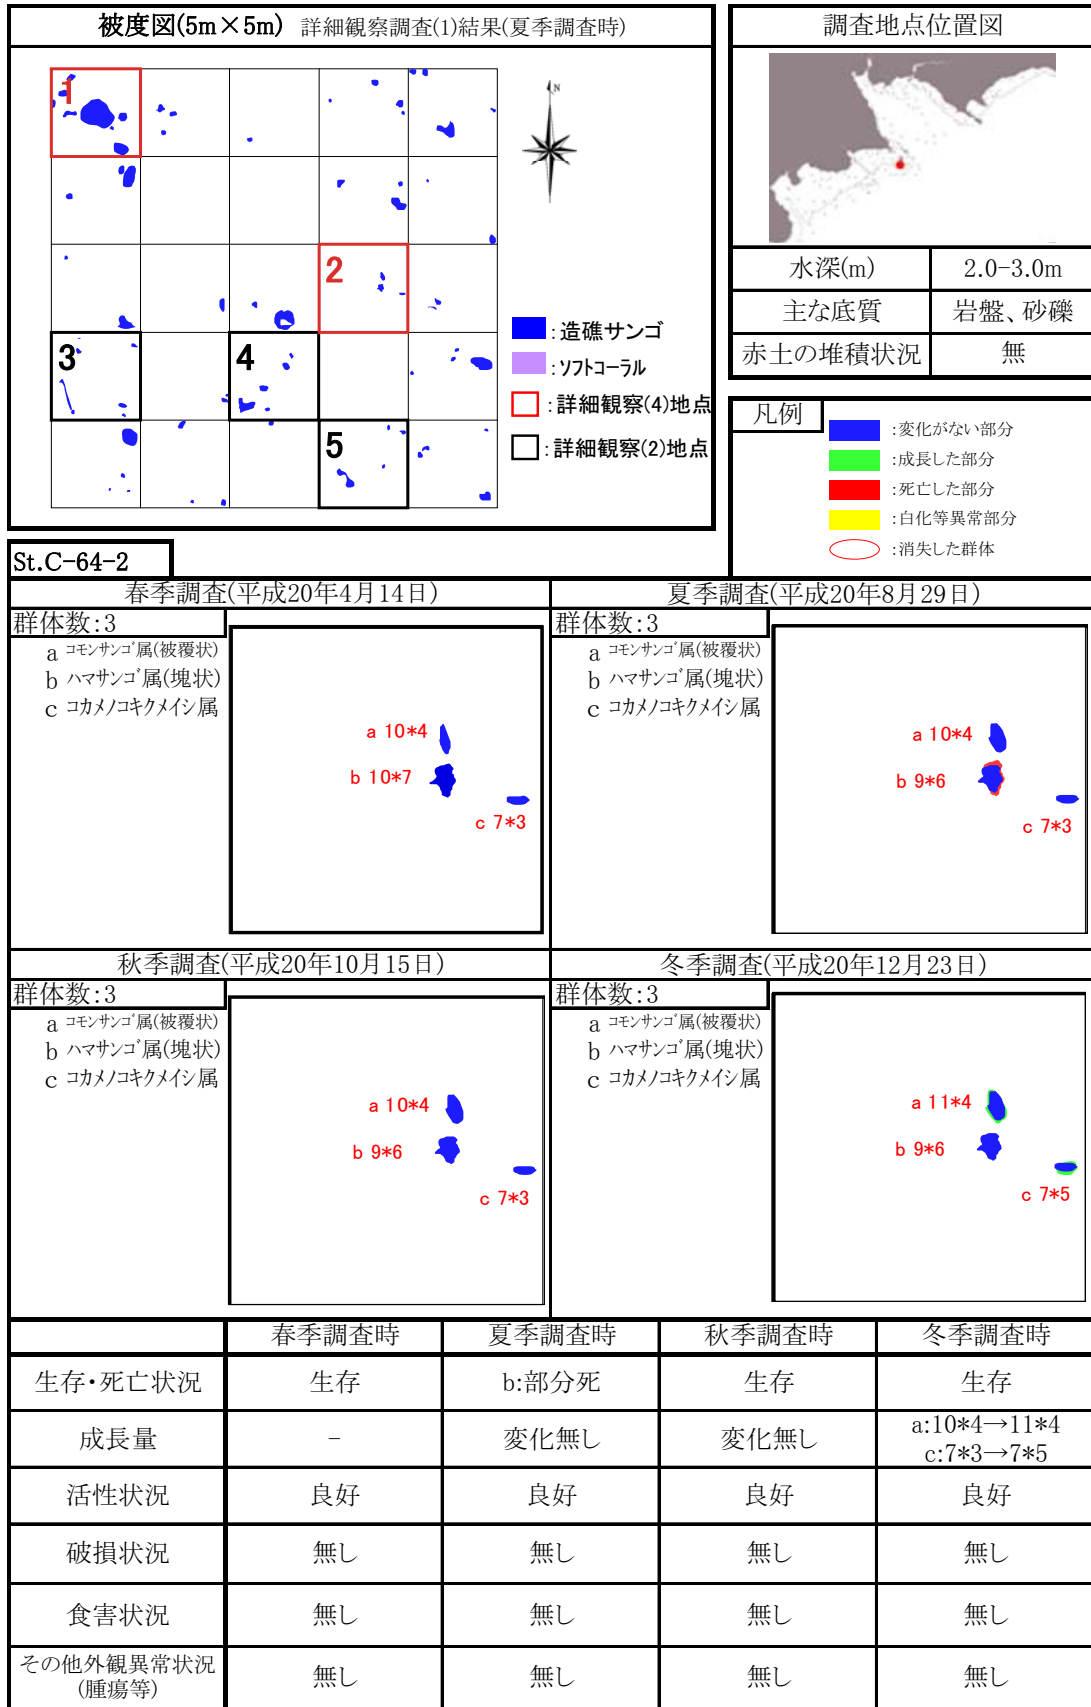 被度図(5m×5m) 詳細観察調査(1)結果(夏季調査時)
1
2
3
4
5
N
:造礁サンゴ
:ソフトコーラル
:詳細観察(4)地点
:詳細観察(2)地点
調査地点位置図
水深(m) 2.0-3.0m
主な底質 岩盤、砂礫
赤土の堆積状況 無
凡例
:変化がない部分
:成長した部分
:死亡した部分
:白化等異常部分
:消失した群体
St.C-64-2
春季調査(平成20年4月14日)
群体数:3
a コモンサンゴ属(被覆状)
b ハマサンゴ属(塊状)
c コカメノコキクメイシ属
a 10*4
b 10*7
c 7*3
夏季調査(平成20年8月29日)
群体数:3
a コモンサンゴ属(被覆状)
b ハマサンゴ属(塊状)
c コカメノコキクメイシ属
a 10*4
b 9*6
c 7*3
秋季調査(平成20年10月15日)
群体数:3
a コモンサンゴ属(被覆状)
b ハマサンゴ属(塊状)
c コカメノコキクメイシ属
a 10*4
b 9*6
c 7*3
冬季調査(平成20年12月23日)
群体数:3
a コモンサンゴ属(被覆状)
b ハマサンゴ属(塊状)
c コカメノコキクメイシ属
a 11*4
b 9*6
c 7*5
春季調査時 夏季調査時 秋季調査時 冬季調査時
生存・死亡状況 生存 b:部分死 生存 生存
成長量 － 変化無し 変化無し a:10*4→11*4
c:7*3→7*5
活性状況 良好 良好 良好 良好
破損状況 無し 無し 無し 無し
食害状況 無し 無し 無し 無し
その他外観異常状況
(腫瘍等) 無し 無し 無し 無し